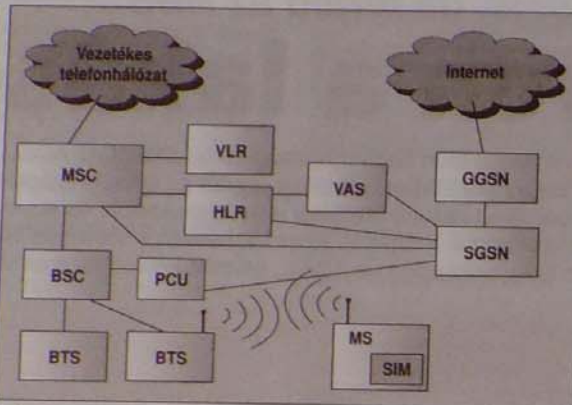 Vezetékes
telefonhálózat
Internet
MSC
VLR
HLR
VAS
GGSN
SGSN
BSC
PCU
BTS
BTS
MS
SIM